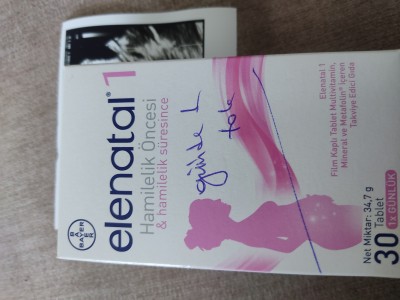 elenatal 1
Hamilelik Öncesi
& hamilelik süresince
günde 1
Elenatal 1
Film Kaplı Tablet Multivitamin,
Mineral ve Metafolin® İçeren
Takviye Edici Gıda
BAYER
BAYER
Net Miktar: 34,7 g
30 Tablet